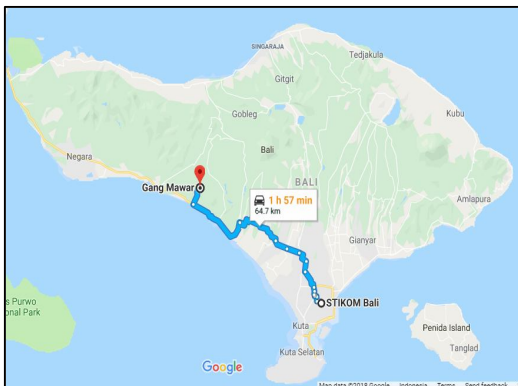 SINGARAJA
Tedjakula
Gitgit
Kubu
Gobleg
Bali
Negara
Gang Mawar
BALI
1 h 57 min
64.7 km
Amlapura
Gianyar
STIKOM Bali
s Purwo
onal Park
Kuta
Penida Island
Kuta Selatan
Tanglad
Google
Map data ©2018 Google Indonesia Terms Send feedback